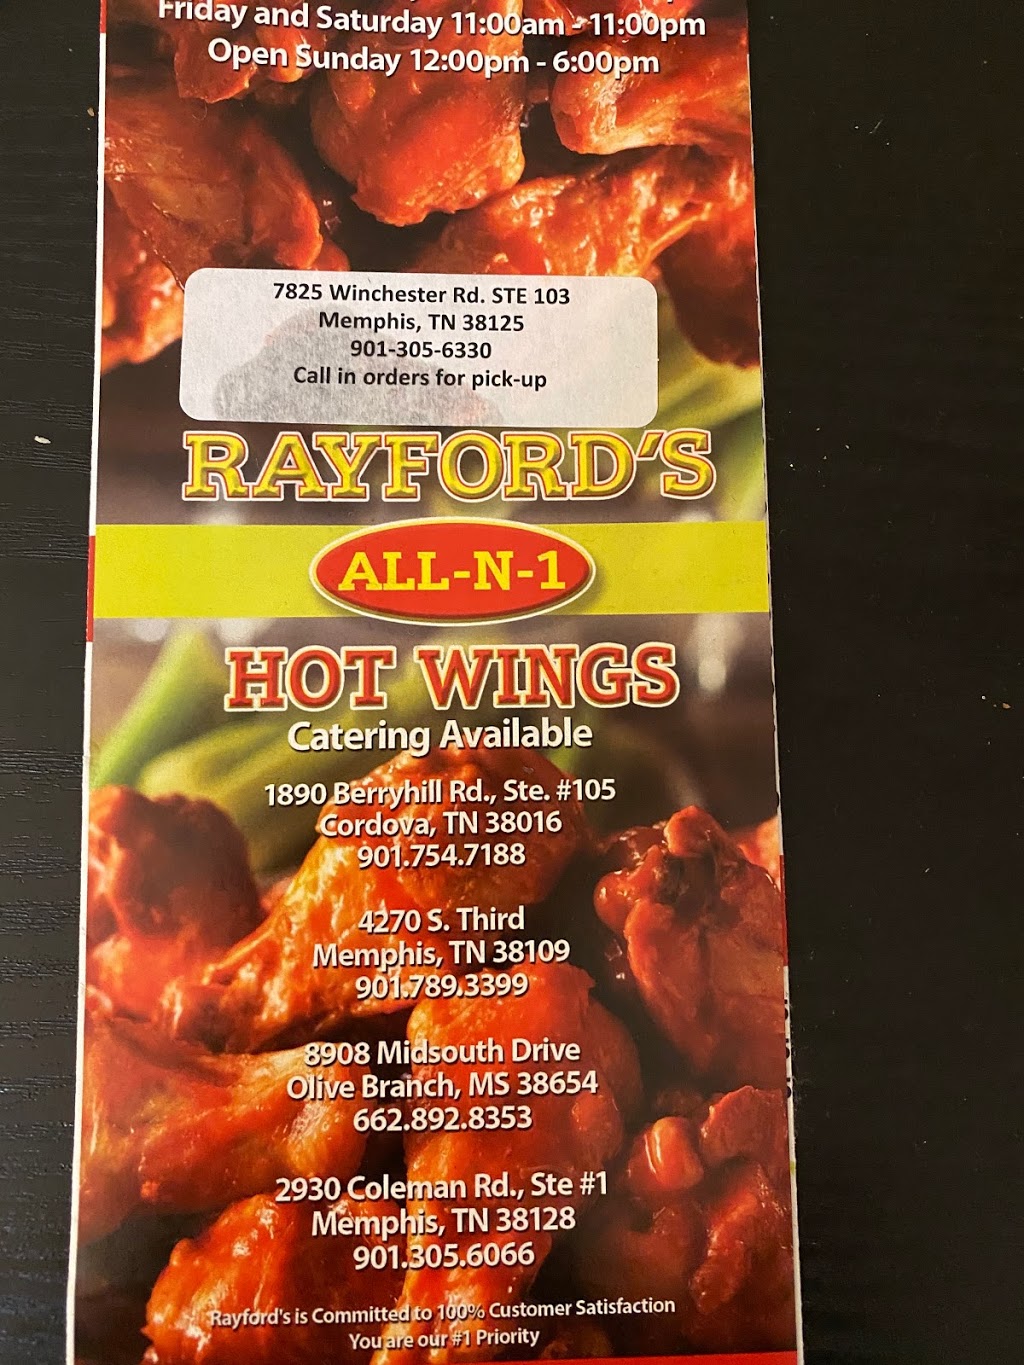 Friday and Saturday 11:00am - 11:00pm
Open Sunday 12:00pm - 6:00pm
7825 Winchester Rd. STE 103
Memphis, TN 38125
901-305-6330
Call in orders for pick-up
RAYFORD'S
ALL-N-1
HOT WINGS
Catering Available
1890 Berryhill Rd., Ste. #105
Cordova, TN 38016
901.754.7188
4270 S. Third
Memphis, TN 38109
901.789.3399
8908 Midsouth Drive
Olive Branch, MS 38654
662.892.8353
2930 Coleman Rd., Ste #1
Memphis, TN 38128
901.305.6066
Rayford's is Committed to 100% Customer Satisfaction
You are our #1 Priority